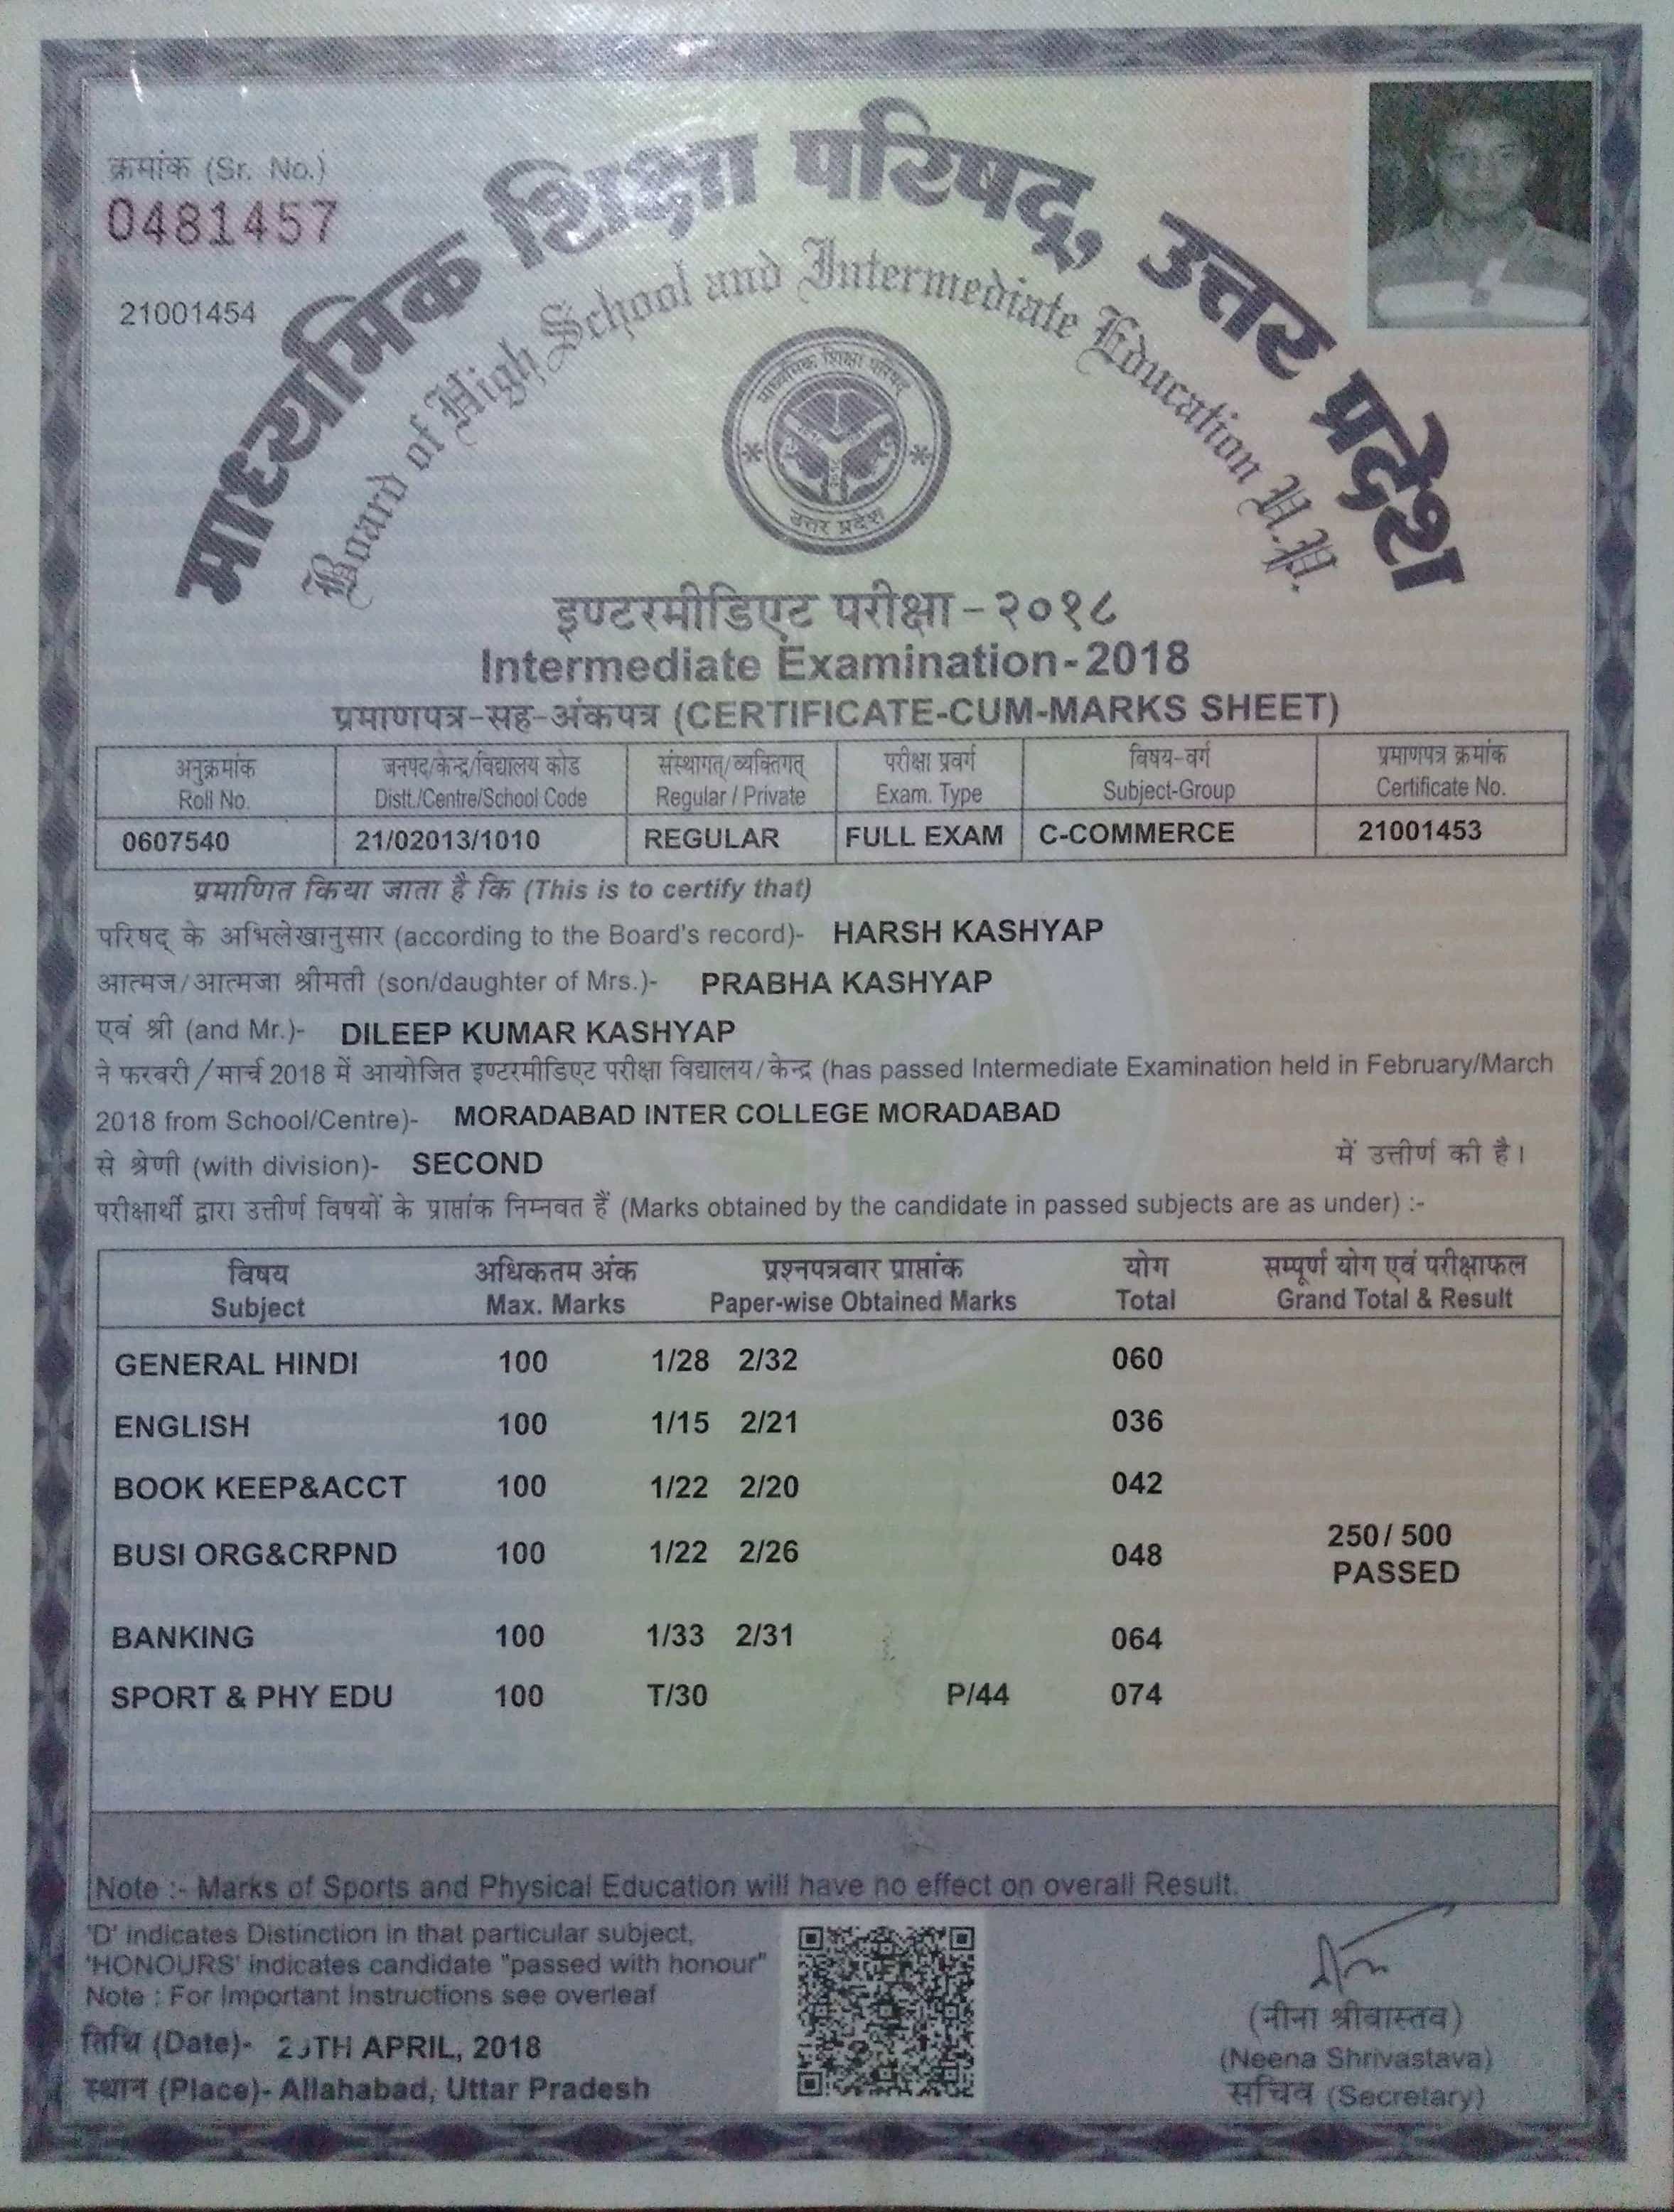 क्रमांक (Sr. No.)
0481457
21001454
माध्यमिक शिक्षा परिषद्, उत्तर प्रदेश
Board of High School and Intermediate Education U.P.
माध्यमिक शिक्षा परिषद्
उत्तर प्रदेश
इण्टरमीडिएट परीक्षा - २०१८
Intermediate Examination - 2018
प्रमाणपत्र-सह-अंकपत्र (CERTIFICATE-CUM-MARKS SHEET)
अनुक्रमांक जनपद/केन्द्र/विद्यालय कोड संस्थागत/व्यक्तिगत् परीक्षा प्रवर्ग विषय-वर्ग प्रमाणपत्र क्रमांक
Roll No. Distt./Centre/School Code Regular / Private Exam. Type Subject-Group Certificate No.
0607540 21/02013/1010 REGULAR FULL EXAM C-COMMERCE 21001453
प्रमाणित किया जाता है कि (This is to certify that)
परिषद् के अभिलेखानुसार (according to the Board's record)- HARSH KASHYAP
आत्मज/आत्मजा श्रीमती (son/daughter of Mrs.)- PRABHA KASHYAP
एवं श्री (and Mr.)- DILEEP KUMAR KASHYAP
ने फरवरी/मार्च 2018 में आयोजित इण्टरमीडिएट परीक्षा विद्यालय/केन्द्र (has passed Intermediate Examination held in February/March
2018 from School/Centre)- MORADABAD INTER COLLEGE MORADABAD
से श्रेणी (with division)- SECOND में उत्तीर्ण की है।
परीक्षार्थी द्वारा उत्तीर्ण विषयों के प्राप्तांक निम्नवत हैं (Marks obtained by the candidate in passed subjects are as under) :-
विषय अधिकतम अंक प्रश्नपत्रवार प्राप्तांक योग सम्पूर्ण योग एवं परीक्षाफल
Subject Max. Marks Paper-wise Obtained Marks Total Grand Total & Result
GENERAL HINDI 100 1/28 2/32 060
ENGLISH 100 1/15 2/21 036
BOOK KEEP&ACCT 100 1/22 2/20 042
BUSI ORG&CRPND 100 1/22 2/26 048 250/ 500
PASSED
BANKING 100 1/33 2/31 064
SPORT & PHY EDU 100 T/30 P/44 074
Note :- Marks of Sports and Physical Education will have no effect on overall Result.
'D' indicates Distinction in that particular subject,
'HONOURS' indicates candidate "passed with honour"
Note : For Important Instructions see overleaf
तिथि (Date)- APRIL, 2018
स्थान (Place)- Allahabad, Uttar Pradesh
(नीना श्रीवास्तव)
(Neena Shrivastava)
सचिव (Secretary)